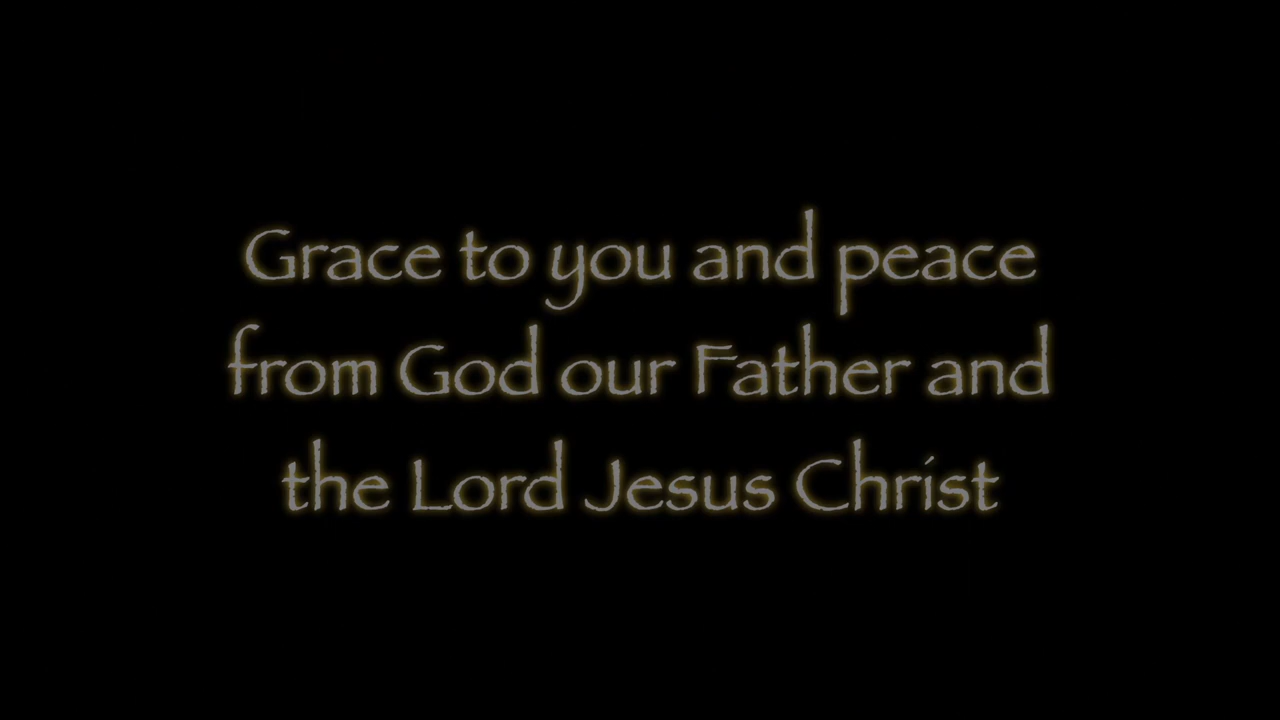 Grace to you and peace
from God our Father and
the Lord Jesus Christ